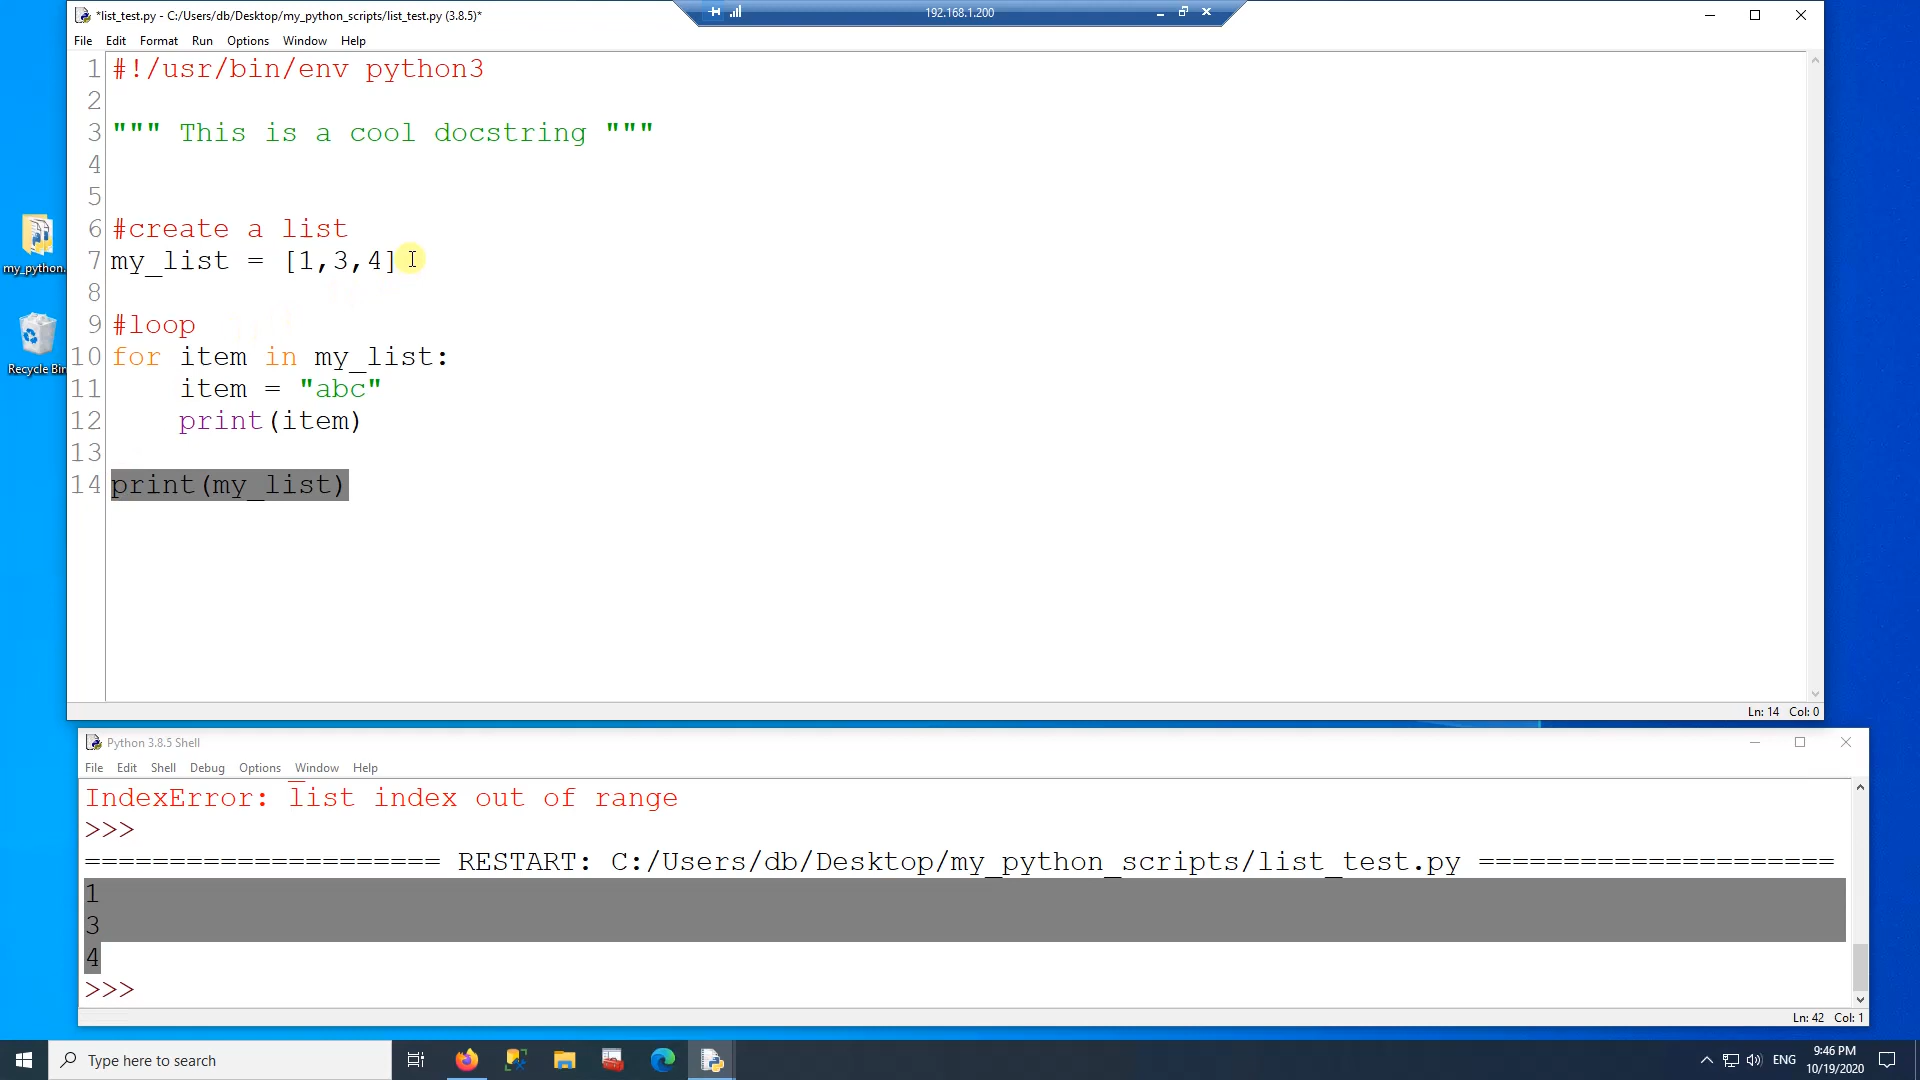 *list_test.py - C:/Users/db/Desktop/my_python_scripts/list_test.py (3.8.5)*
192.168.1.200
File Edit Format Run Options Window Help
1 #!/usr/bin/env python3
2
3 """ This is a cool docstring """
4
5
6 #create a list
7 my_list = [1,3,4]
8
9 #loop
10 for item in my_list:
11     item = "abc"
12     print(item)
13
14 print(my_list)
Ln: 14 Col: 0
my_python.
Recycle Bin
Python 3.8.5 Shell
File Edit Shell Debug Options Window Help
IndexError: list index out of range
>>>
===================== RESTART: C:/Users/db/Desktop/my_python_scripts/list_test.py =====================
1
3
4
>>>
Ln: 42 Col: 1
Type here to search
ENG
9:46 PM
10/19/2020